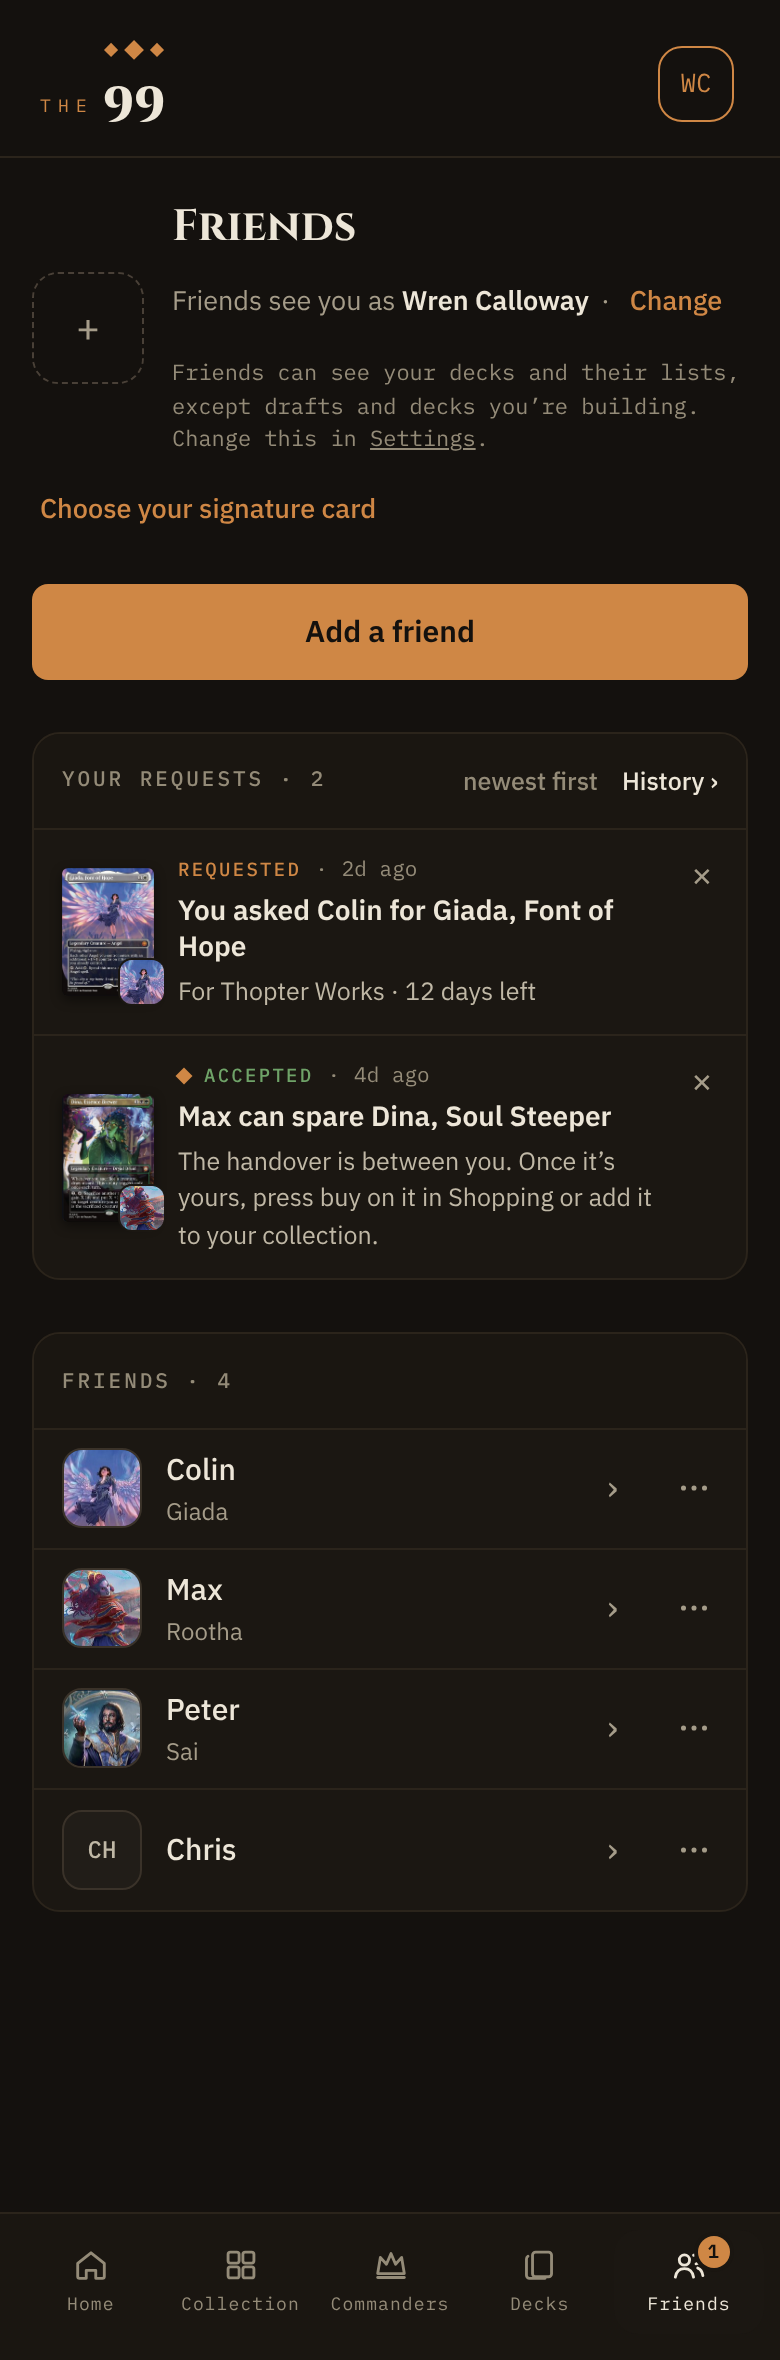 THE 99
WC
Friends
+
Friends see you as Wren Calloway · Change
Friends can see your decks and their lists,
except drafts and decks you’re building.
Change this in Settings.
Choose your signature card
Add a friend
YOUR REQUESTS · 2 newest first History ›
REQUESTED · 2d ago ×
You asked Colin for Giada, Font of
Hope
For Thopter Works · 12 days left
Giada, Font of Hope
ACCEPTED · 4d ago ×
Max can spare Dina, Soul Steeper
The handover is between you. Once it’s
yours, press buy on it in Shopping or add it
to your collection.
FRIENDS · 4
Colin
Giada
Max
Rootha
Peter
Sai
CH Chris
1
Home Collection Commanders Decks Friends